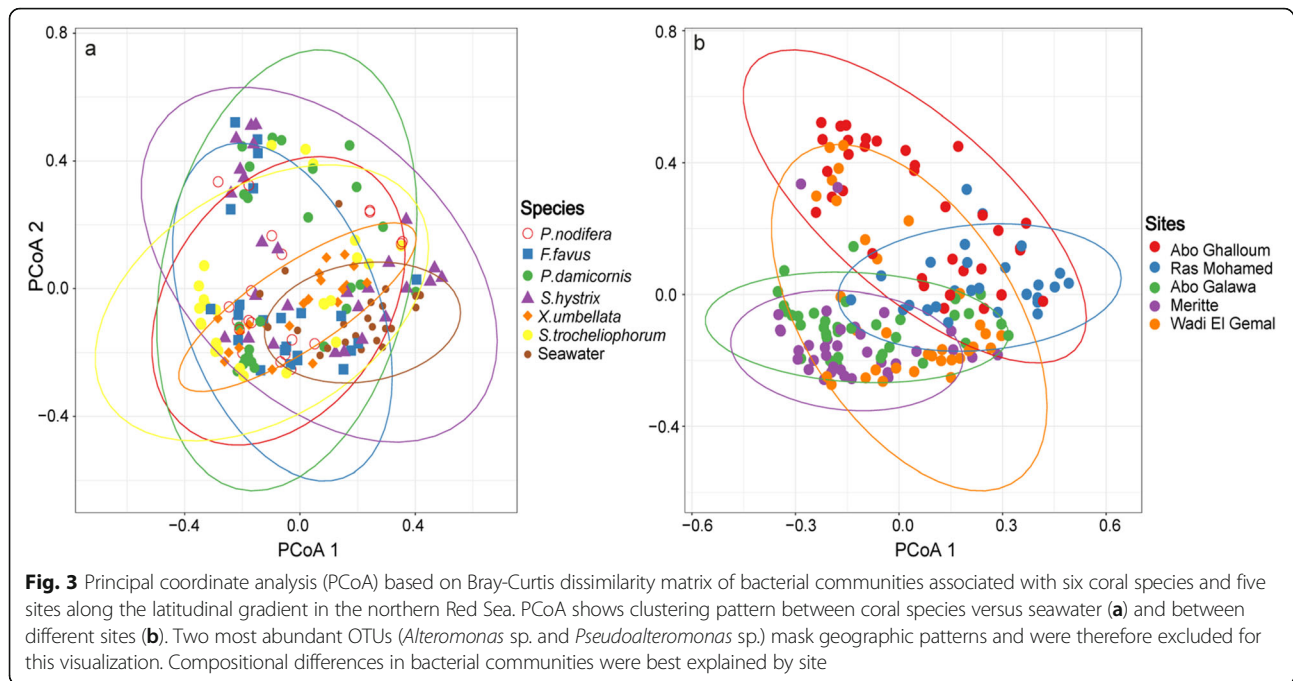 a
0.8
0.4
0.0
−0.4
PCoA 2
−0.4
0.0
0.4
PCoA 1
Species
P.nodifera
F.favus
P.damicornis
S.hystrix
X.umbellata
S.trocheliophorum
Seawater
b
0.8
0.4
0.0
−0.4
−0.6
−0.3
0.0
0.3
0.6
PCoA 1
Sites
Abo Ghalloum
Ras Mohamed
Abo Galawa
Meritte
Wadi El Gemal
Fig. 3 Principal coordinate analysis (PCoA) based on Bray-Curtis dissimilarity matrix of bacterial communities associated with six coral species and five
sites along the latitudinal gradient in the northern Red Sea. PCoA shows clustering pattern between coral species versus seawater (a) and between
different sites (b). Two most abundant OTUs (Alteromonas sp. and Pseudoalteromonas sp.) mask geographic patterns and were therefore excluded for
this visualization. Compositional differences in bacterial communities were best explained by site